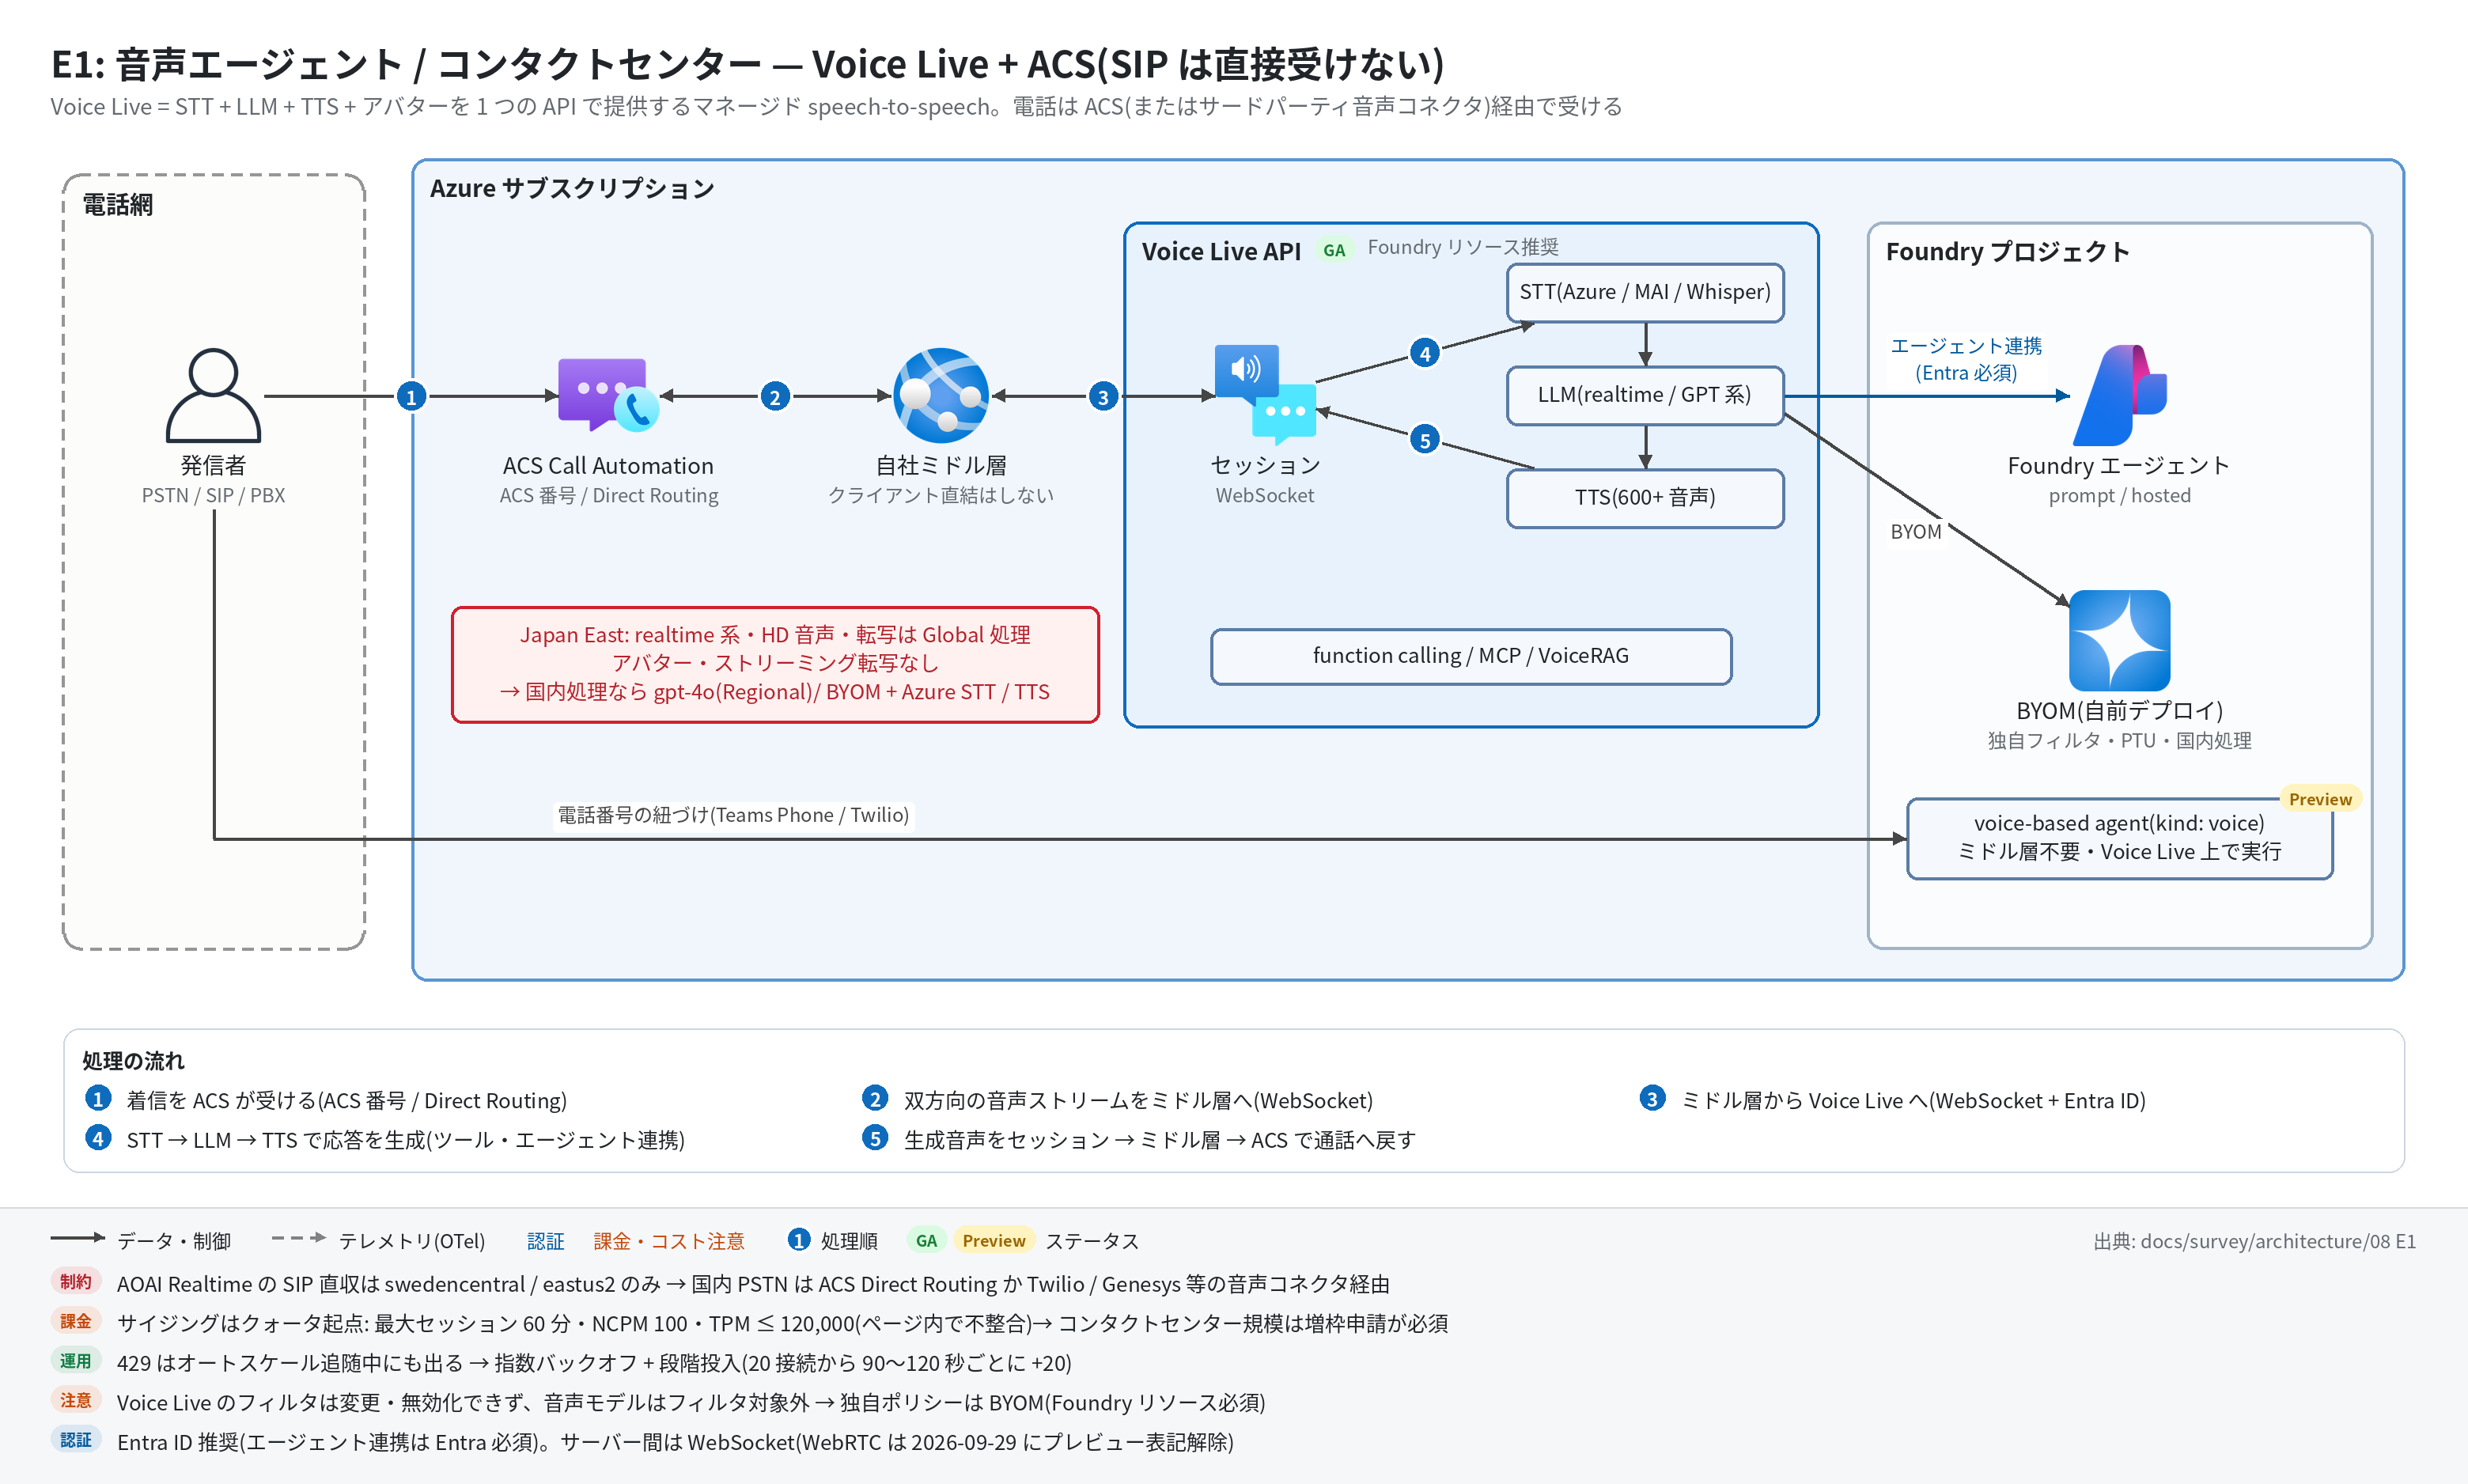 E1: 音声エージェント / コンタクトセンター — Voice Live + ACS(SIP は直接受けない)
Voice Live = STT + LLM + TTS + アバターを 1 つの API で提供するマネージド speech-to-speech。電話は ACS(またはサードパーティ音声コネクタ)経由で受ける
電話網
発信者
PSTN / SIP / PBX
Azure サブスクリプション
1
ACS Call Automation
ACS 番号 / Direct Routing
2
自社ミドル層
クライアント直結はしない
3
Voice Live API GA Foundry リソース推奨
セッション
WebSocket
4
5
STT(Azure / MAI / Whisper)
LLM(realtime / GPT 系)
TTS(600+ 音声)
function calling / MCP / VoiceRAG
Japan East: realtime 系・HD 音声・転写は Global 処理
アバター・ストリーミング転写なし
→ 国内処理なら gpt-4o(Regional)/ BYOM + Azure STT / TTS
Foundry プロジェクト
エージェント連携
(Entra 必須)
Foundry エージェント
prompt / hosted
BYOM
BYOM(自前デプロイ)
独自フィルタ・PTU・国内処理
電話番号の紐づけ(Teams Phone / Twilio)
Preview
voice-based agent(kind: voice)
ミドル層不要・Voice Live 上で実行
処理の流れ
1 着信を ACS が受ける(ACS 番号 / Direct Routing)
2 双方向の音声ストリームをミドル層へ(WebSocket)
3 ミドル層から Voice Live へ(WebSocket + Entra ID)
4 STT → LLM → TTS で応答を生成(ツール・エージェント連携)
5 生成音声をセッション → ミドル層 → ACS で通話へ戻す
データ・制御 テレメトリ(OTel) 認証 課金・コスト注意 1 処理順 GA Preview ステータス
出典: docs/survey/architecture/08 E1
制約 AOAI Realtime の SIP 直収は swedencentral / eastus2 のみ → 国内 PSTN は ACS Direct Routing か Twilio / Genesys 等の音声コネクタ経由
課金 サイジングはクォータ起点: 最大セッション 60 分・NCPM 100・TPM ≤ 120,000(ページ内で不整合)→ コンタクトセンター規模は増枠申請が必須
運用 429 はオートスケール追随中にも出る → 指数バックオフ + 段階投入(20 接続から 90〜120 秒ごとに +20)
注意 Voice Live のフィルタは変更・無効化できず、音声モデルはフィルタ対象外 → 独自ポリシーは BYOM(Foundry リソース必須)
認証 Entra ID 推奨(エージェント連携は Entra 必須)。サーバー間は WebSocket(WebRTC は 2026-09-29 にプレビュー表記解除)